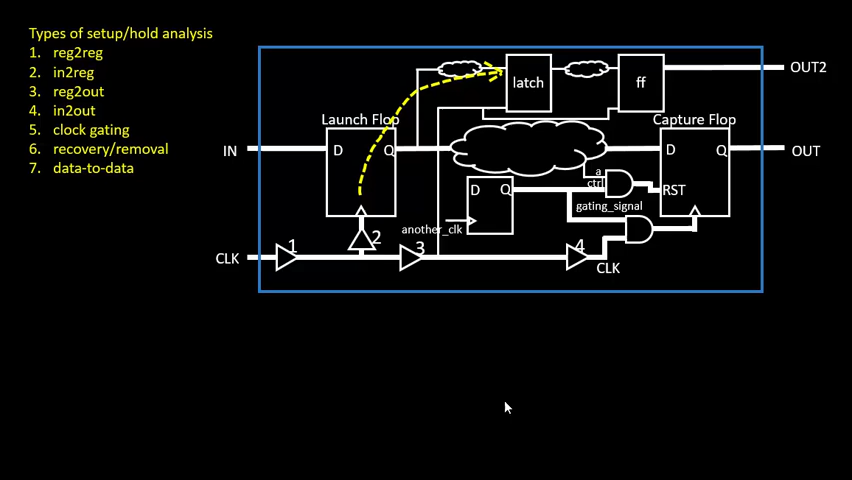 Types of setup/hold analysis
1. reg2reg
2. in2reg
3. reg2out
4. in2out
5. clock gating
6. recovery/removal
7. data-to-data
latch
ff
OUT2
Launch Flop
Capture Flop
IN
D
Q
D
Q
OUT
a
ctrl
D
Q
RST
gating_signal
another_clk
2
1
3
4
CLK
CLK